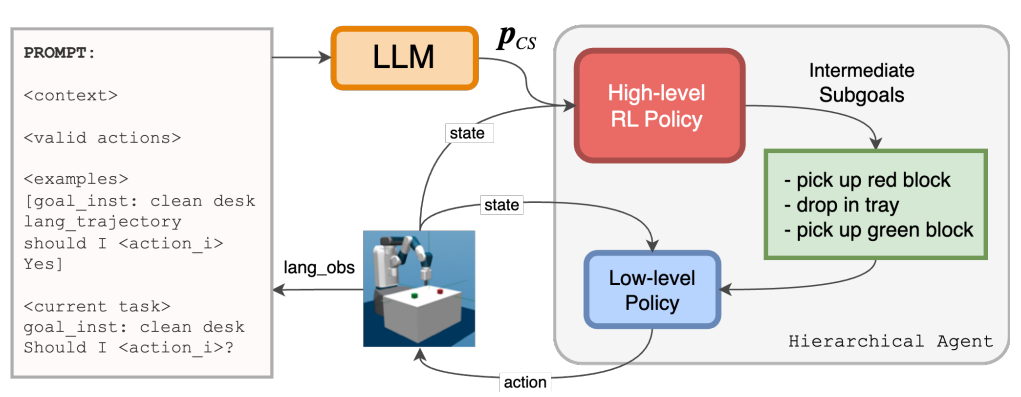 PROMPT:
<context>
<valid actions>
<examples>
[goal_inst: clean desk
lang_trajectory
should I <action_i>
Yes]
<current task>
goal_inst: clean desk
Should I <action_i>?
LLM
p_CS
High-level
RL Policy
Intermediate
Subgoals
- pick up red block
- drop in tray
- pick up green block
state
state
lang_obs
Low-level
Policy
Hierarchical Agent
action